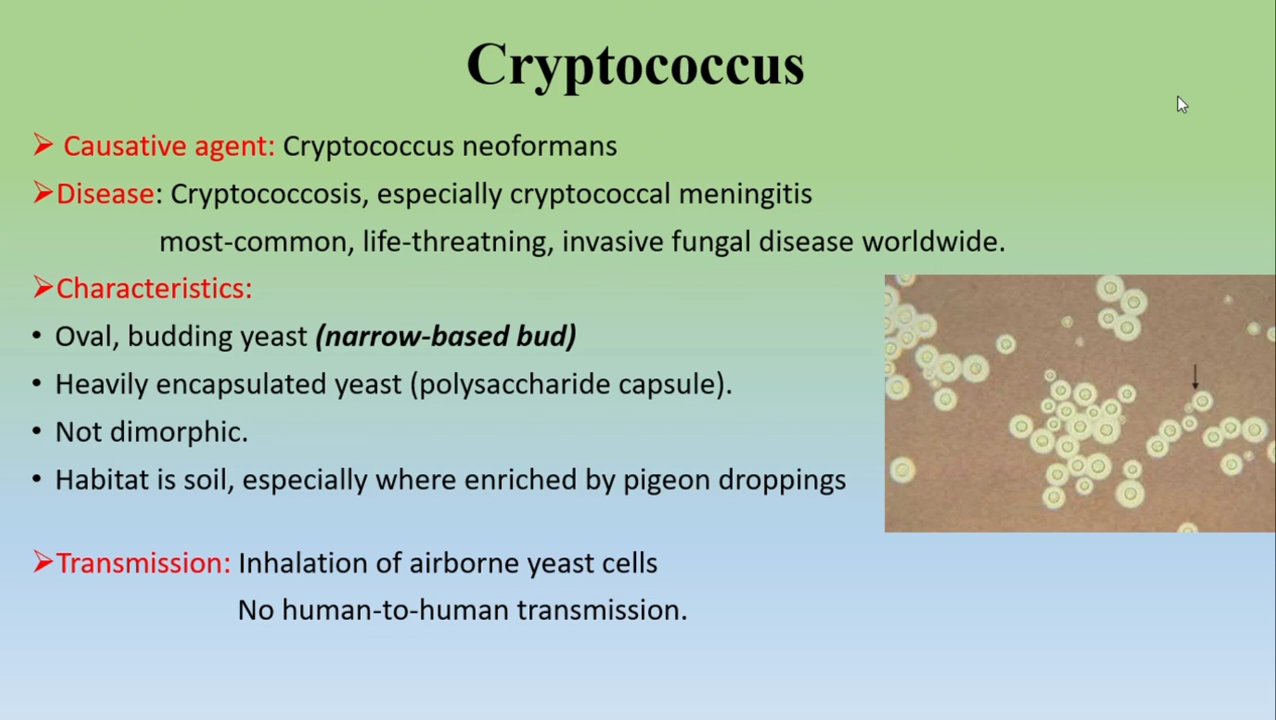 Cryptococcus
➢ Causative agent: Cryptococcus neoformans
➢Disease: Cryptococcosis, especially cryptococcal meningitis
most-common, life-threatning, invasive fungal disease worldwide.
➢Characteristics:
• Oval, budding yeast (narrow-based bud)
• Heavily encapsulated yeast (polysaccharide capsule).
• Not dimorphic.
• Habitat is soil, especially where enriched by pigeon droppings
➢Transmission: Inhalation of airborne yeast cells
No human-to-human transmission.